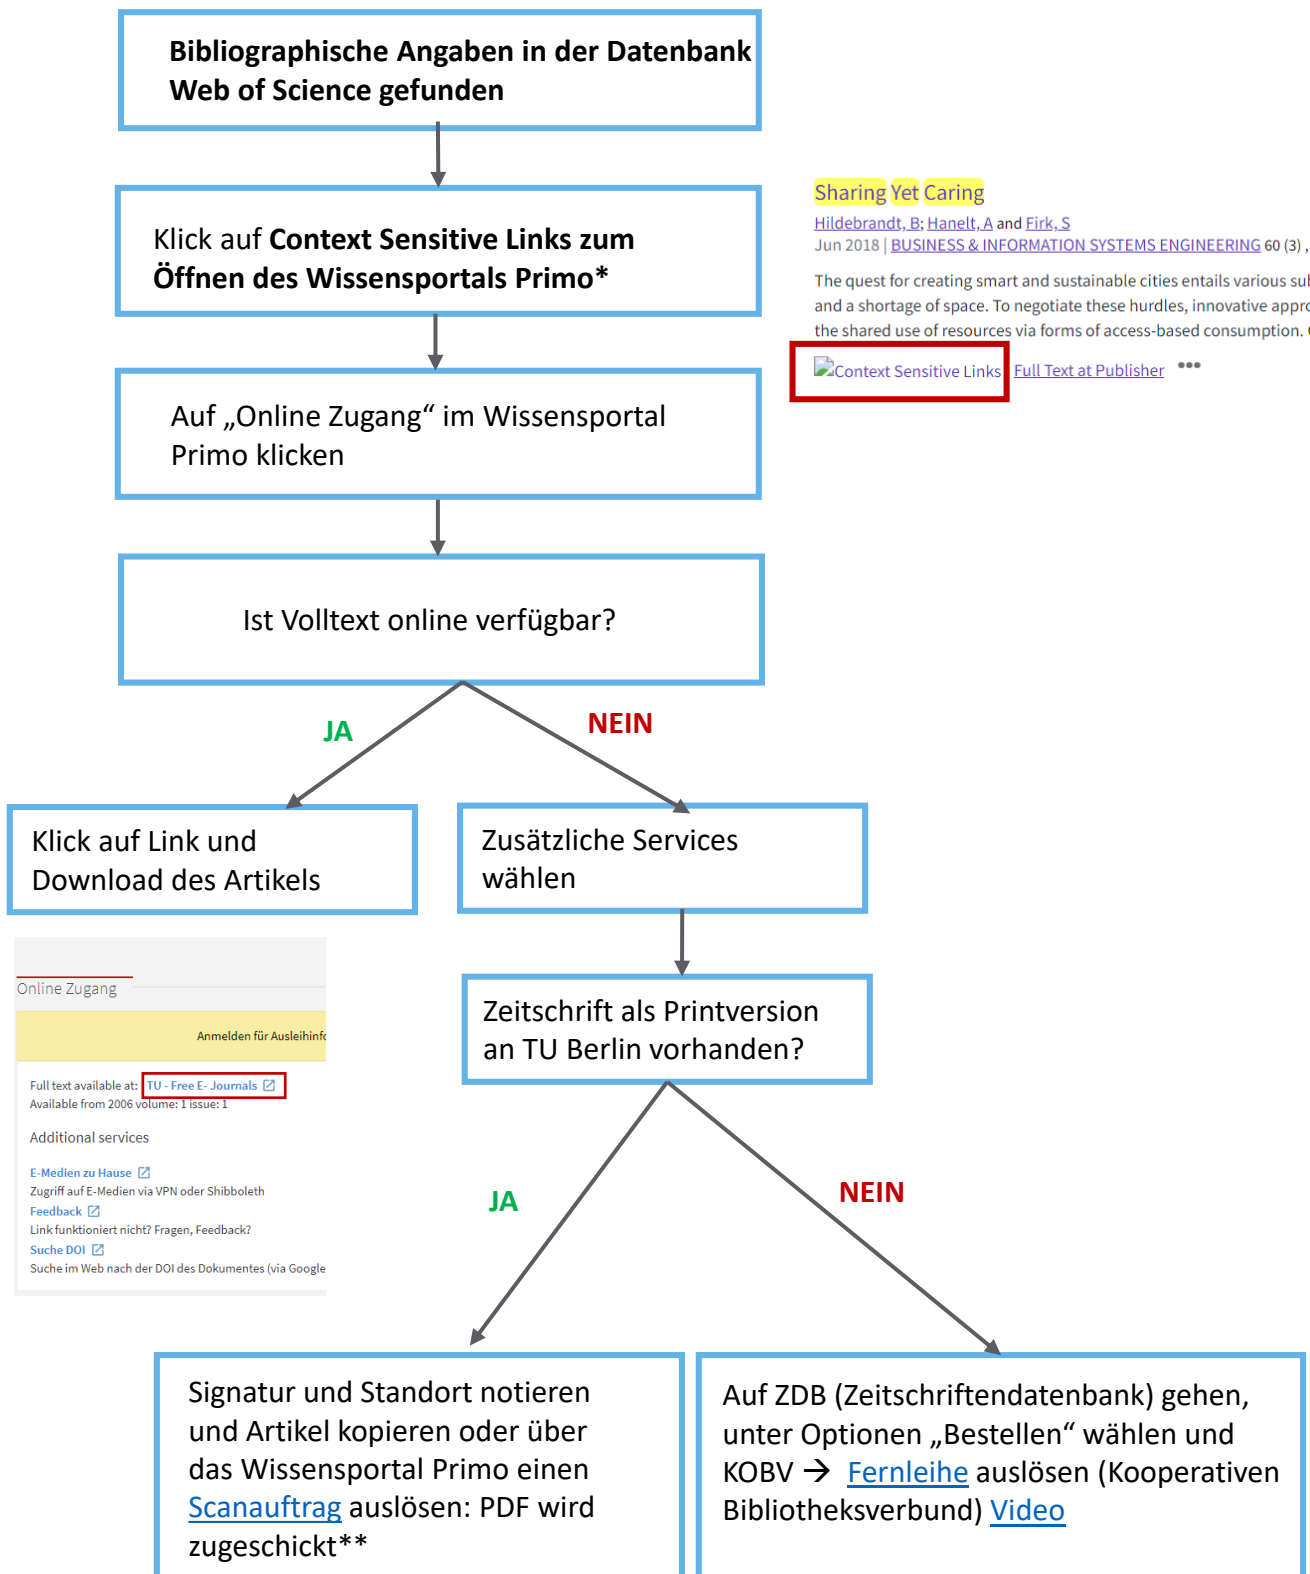 Bibliographische Angaben in der Datenbank
Web of Science gefunden
Klick auf Context Sensitive Links zum
Öffnen des Wissensportals Primo*
Sharing Yet Caring
Hildebrandt, B; Hanelt, A and Firk, S
Jun 2018 | BUSINESS & INFORMATION SYSTEMS ENGINEERING 60 (3) ,
The quest for creating smart and sustainable cities entails various
and a shortage of space. To negotiate these hurdles, innovative
the shared use of resources via forms of access-based consumption.
Context Sensitive Links Full Text at Publisher •••
Auf „Online Zugang“ im Wissensportal
Primo klicken
Ist Volltext online verfügbar?
JA
NEIN
Klick auf Link und
Download des Artikels
Zusätzliche Services
wählen
Online Zugang
Anmelden für
Full text available at: TU - Free E- Journals
Available from 2006 volume: 1 issue: 1
Additional services
E-Medien zu Hause
Zugriff auf E-Medien via VPN oder Shibboleth
Feedback
Link funktioniert nicht? Fragen, Feedback?
Suche DOI
Suche im Web nach der DOI des Dokumentes (via Google
Zeitschrift als Printversion
an TU Berlin vorhanden?
JA
NEIN
Signatur und Standort notieren
und Artikel kopieren oder über
das Wissensportal Primo einen
Scanauftrag auslösen: PDF wird
zugeschickt**
Auf ZDB (Zeitschriftendatenbank) gehen,
unter Optionen „Bestellen“ wählen und
KOBV → Fernleihe auslösen (Kooperativen
Bibliotheksverbund) Video